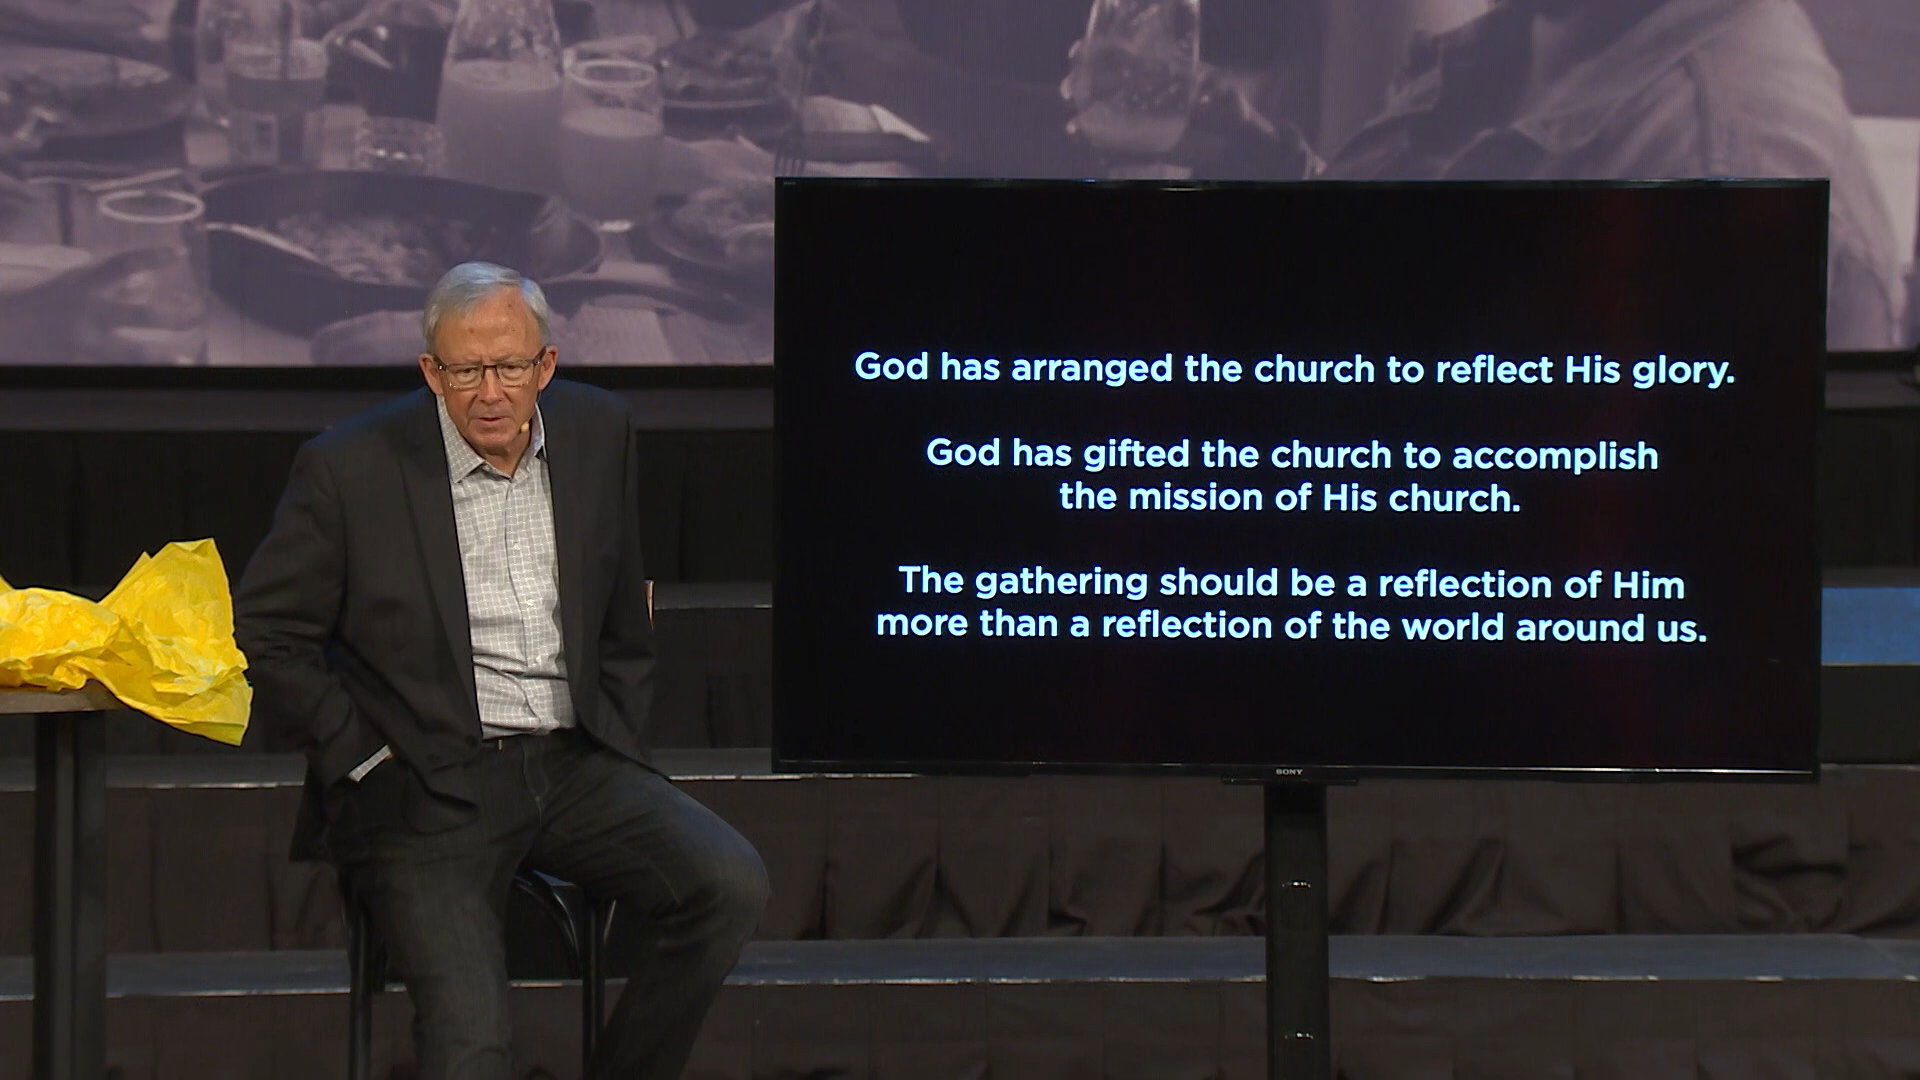 God has arranged the church to reflect His glory.
God has gifted the church to accomplish
the mission of His church.
The gathering should be a reflection of Him
more than a reflection of the world around us.
SONY